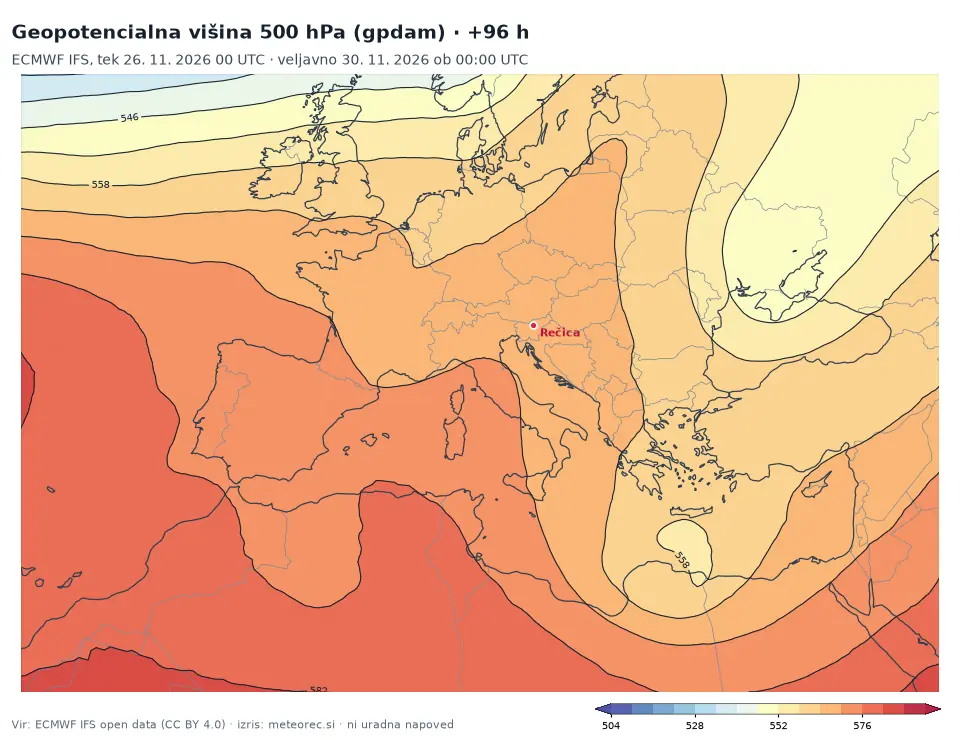 Geopotencialna višina 500 hPa (gpdam) · +96 h
ECMWF IFS, tek 26. 11. 2026 00 UTC · veljavno 30. 11. 2026 ob 00:00 UTC
546
558
Rečica
558
582
504 528 552 576
Vir: ECMWF IFS open data (CC BY 4.0) · izris: meteorec.si · ni uradna napoved